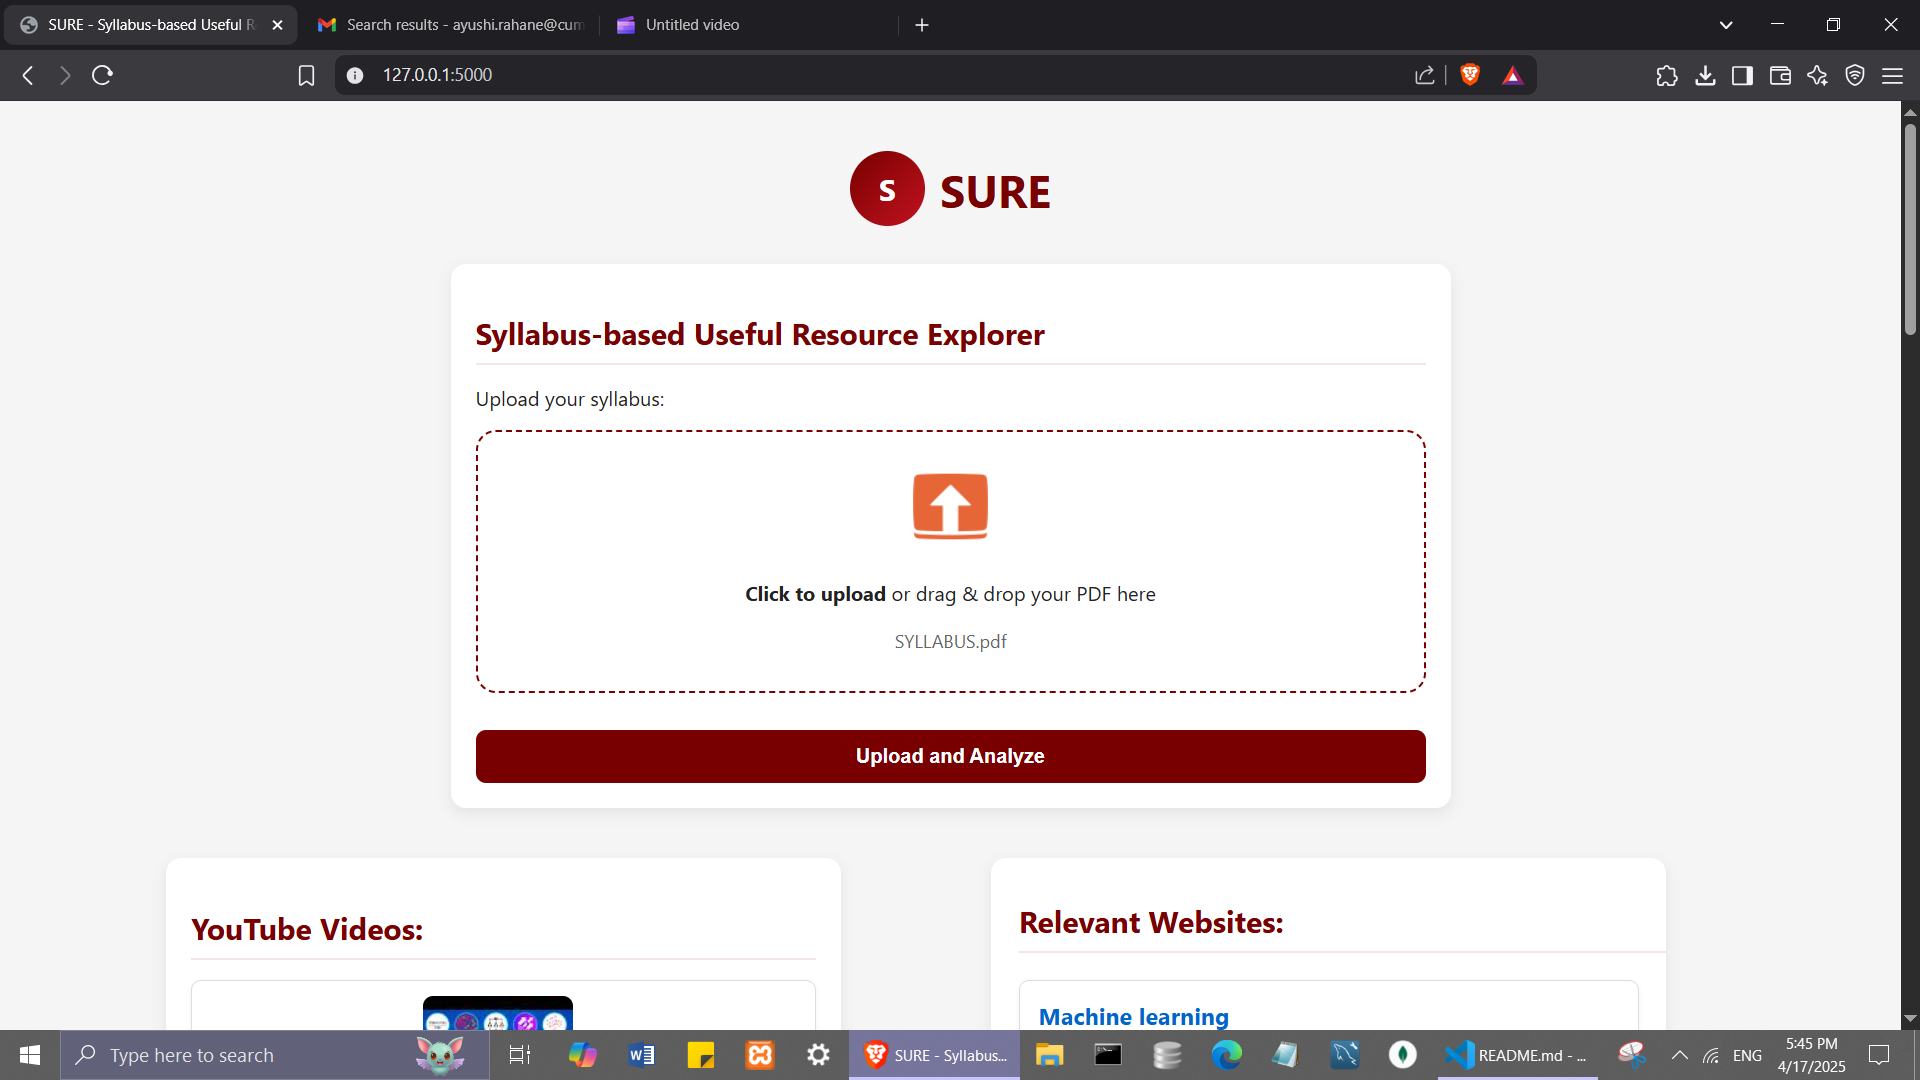 SURE - Syllabus-based Useful R
Search results - ayushi.rahane@cum
Untitled video
127.0.0.1:5000
S SURE
Syllabus-based Useful Resource Explorer
Upload your syllabus:
Click to upload or drag & drop your PDF here
SYLLABUS.pdf
Upload and Analyze
YouTube Videos:
Relevant Websites:
Machine learning
Type here to search
SURE - Syllabus...
README.md - ...
ENG
5:45 PM
4/17/2025